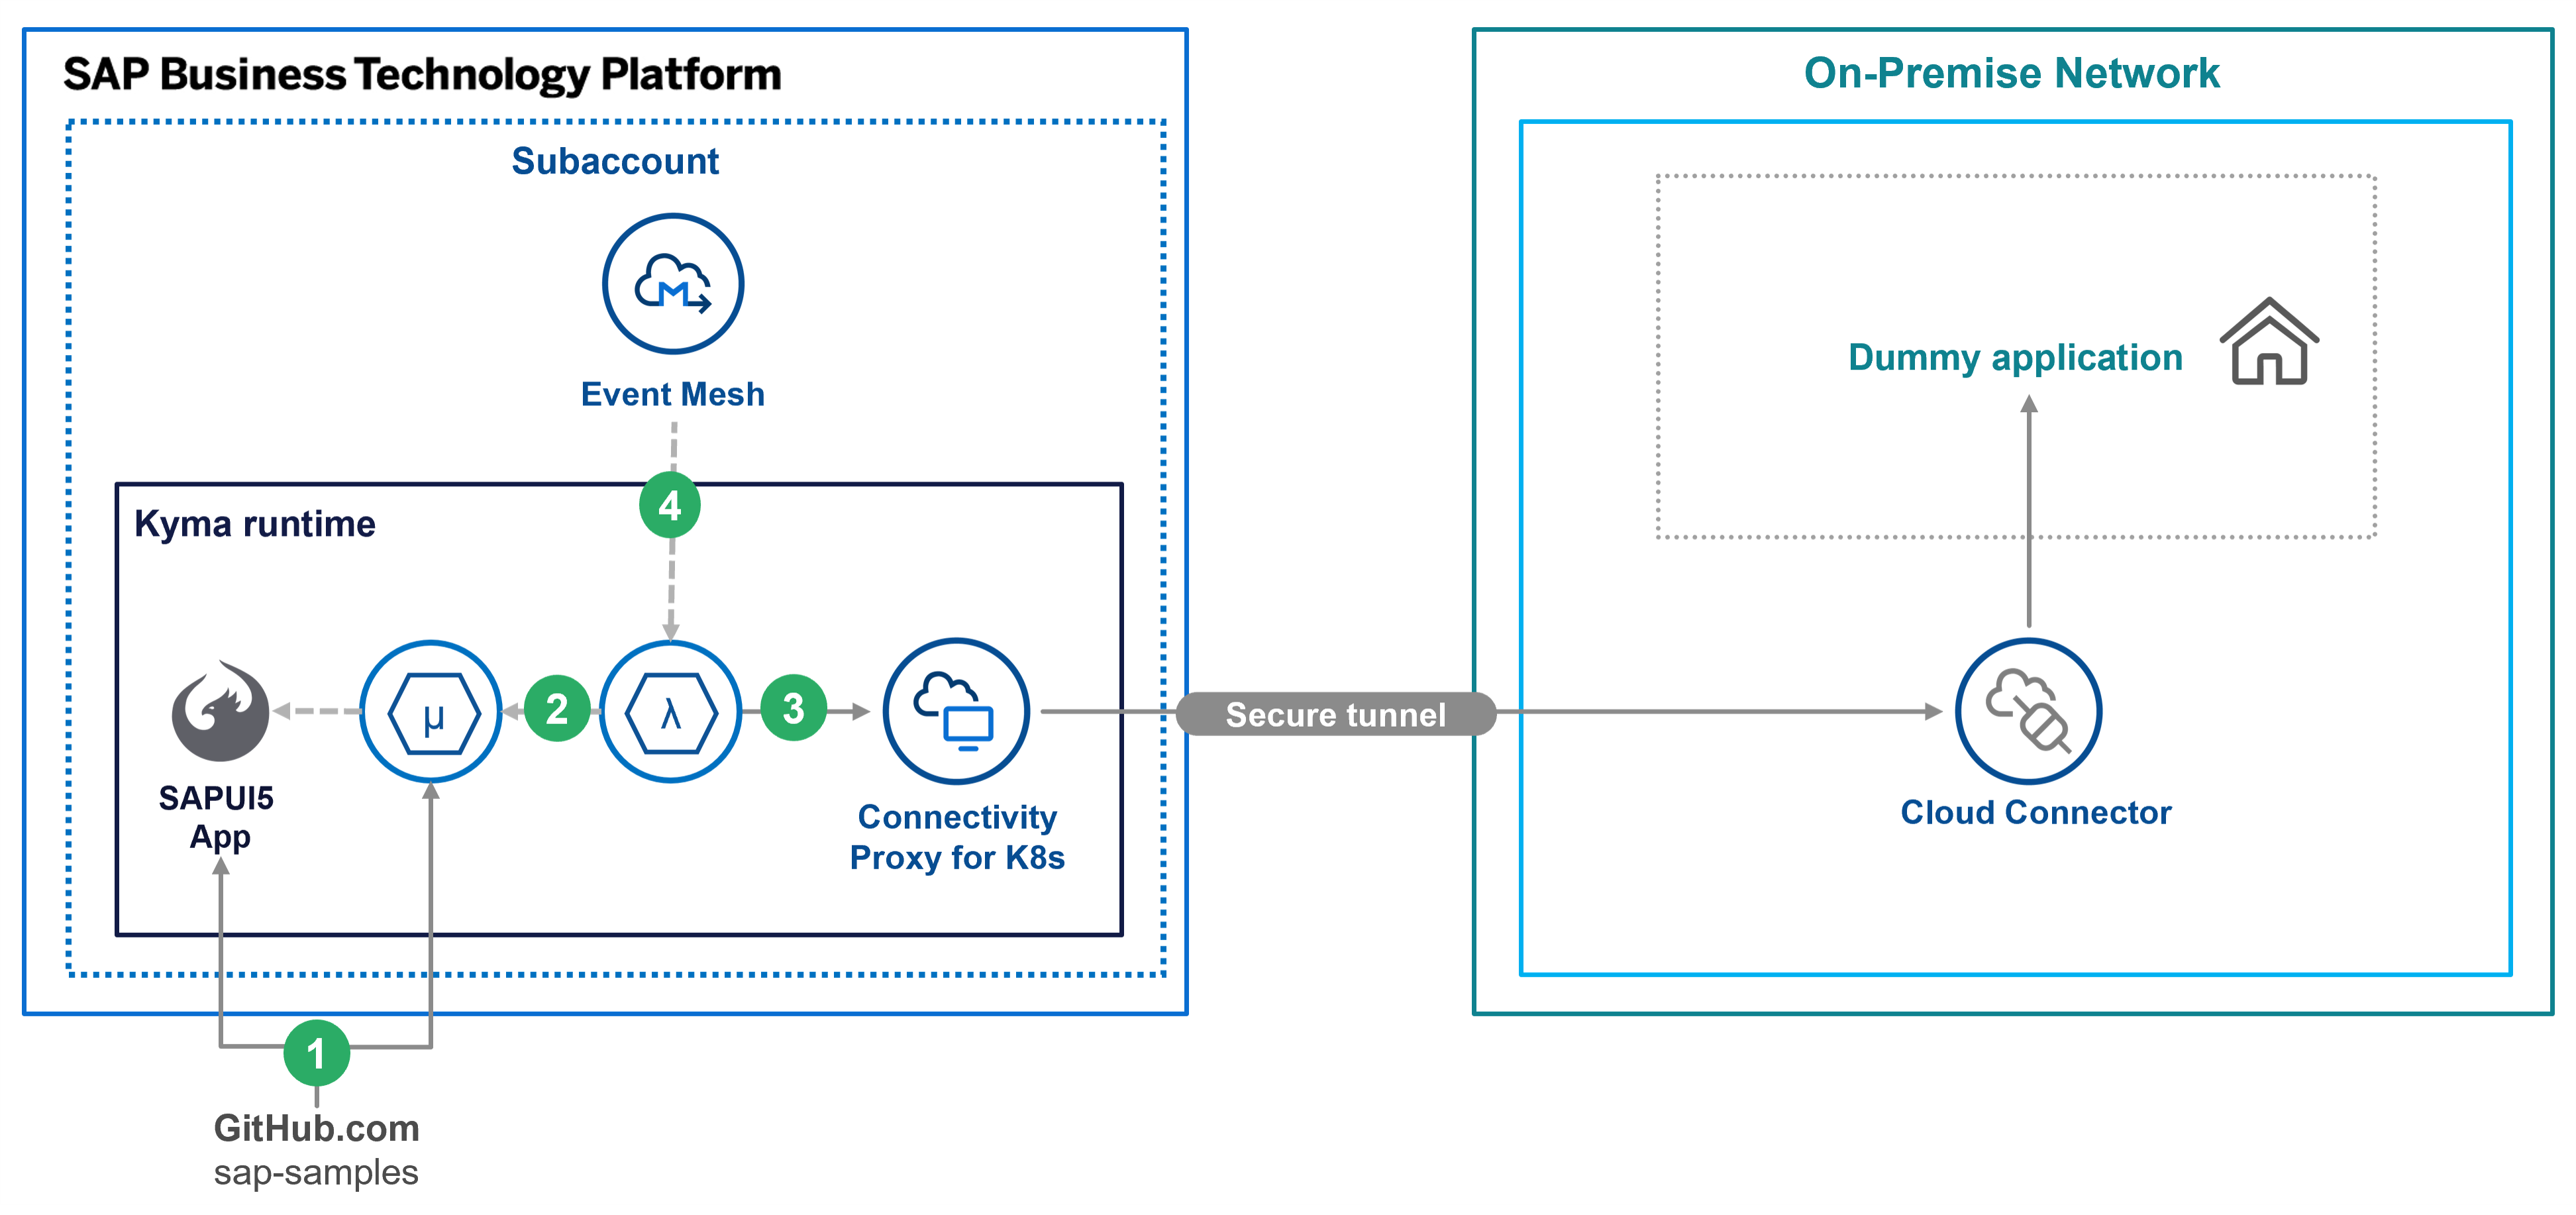 SAP Business Technology Platform
Subaccount
Event Mesh
4
Kyma runtime
μ
2
λ
3
SAPUI5
App
Connectivity
Proxy for K8s
1
GitHub.com
sap-samples
Secure tunnel
On-Premise Network
Dummy application
Cloud Connector